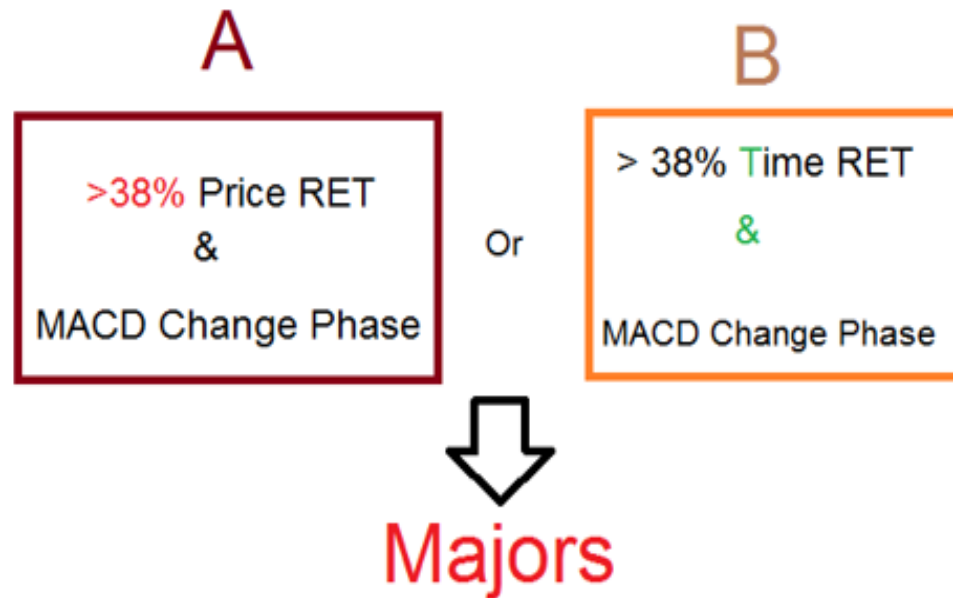 A
B
>38% Price RET
&
MACD Change Phase
Or
> 38% Time RET
&
MACD Change Phase
Majors